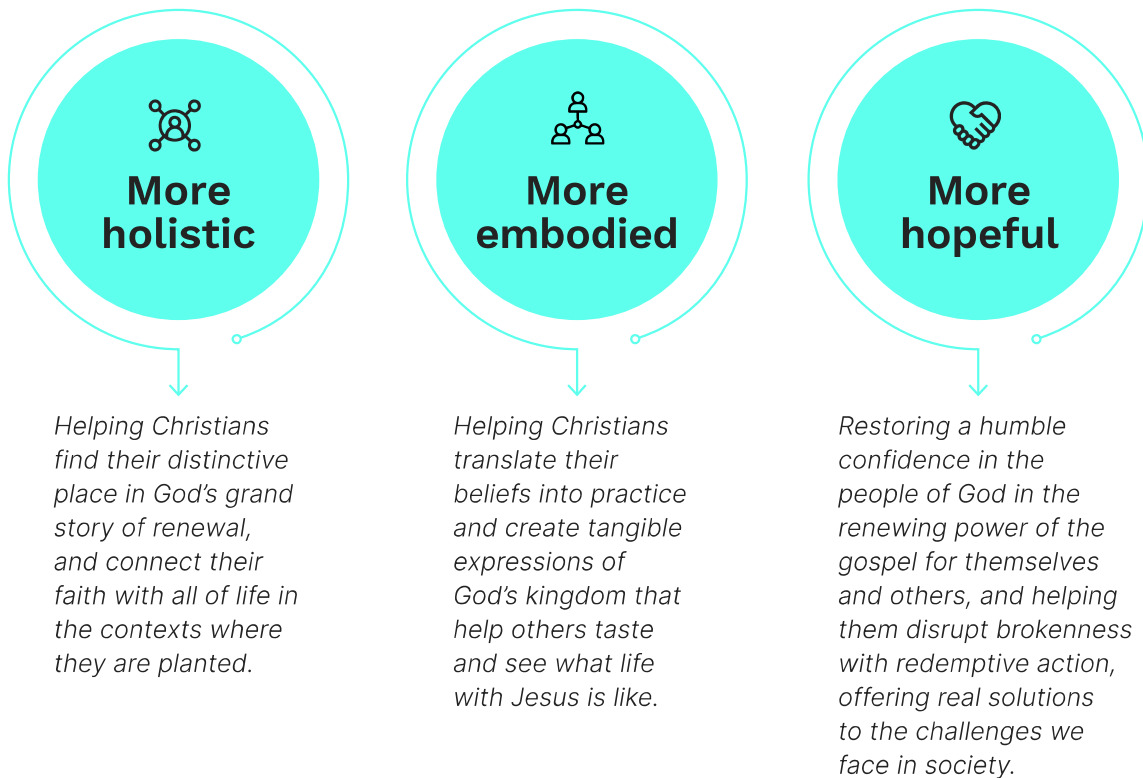 More
holistic
Helping Christians
find their distinctive
place in God’s grand
story of renewal,
and connect their
faith with all of life in
the contexts where
they are planted.
More
embodied
Helping Christians
translate their
beliefs into practice
and create tangible
expressions of
God’s kingdom that
help others taste
and see what life
with Jesus is like.
More
hopeful
Restoring a humble
confidence in the
people of God in the
renewing power of the
gospel for themselves
and others, and helping
them disrupt brokenness
with redemptive action,
offering real solutions
to the challenges we
face in society.